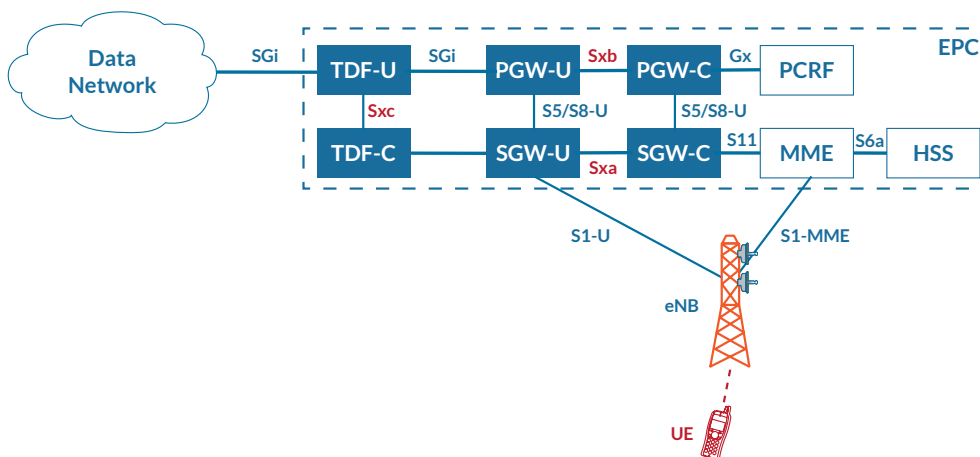 EPC
Data
Network
SGi
TDF-U
SGi
PGW-U
Sxb
PGW-C
Gx
PCRF
Sxc
S5/S8-U
S5/S8-U
TDF-C
SGW-U
Sxa
SGW-C
S11
MME
S6a
HSS
S1-U
S1-MME
eNB
UE